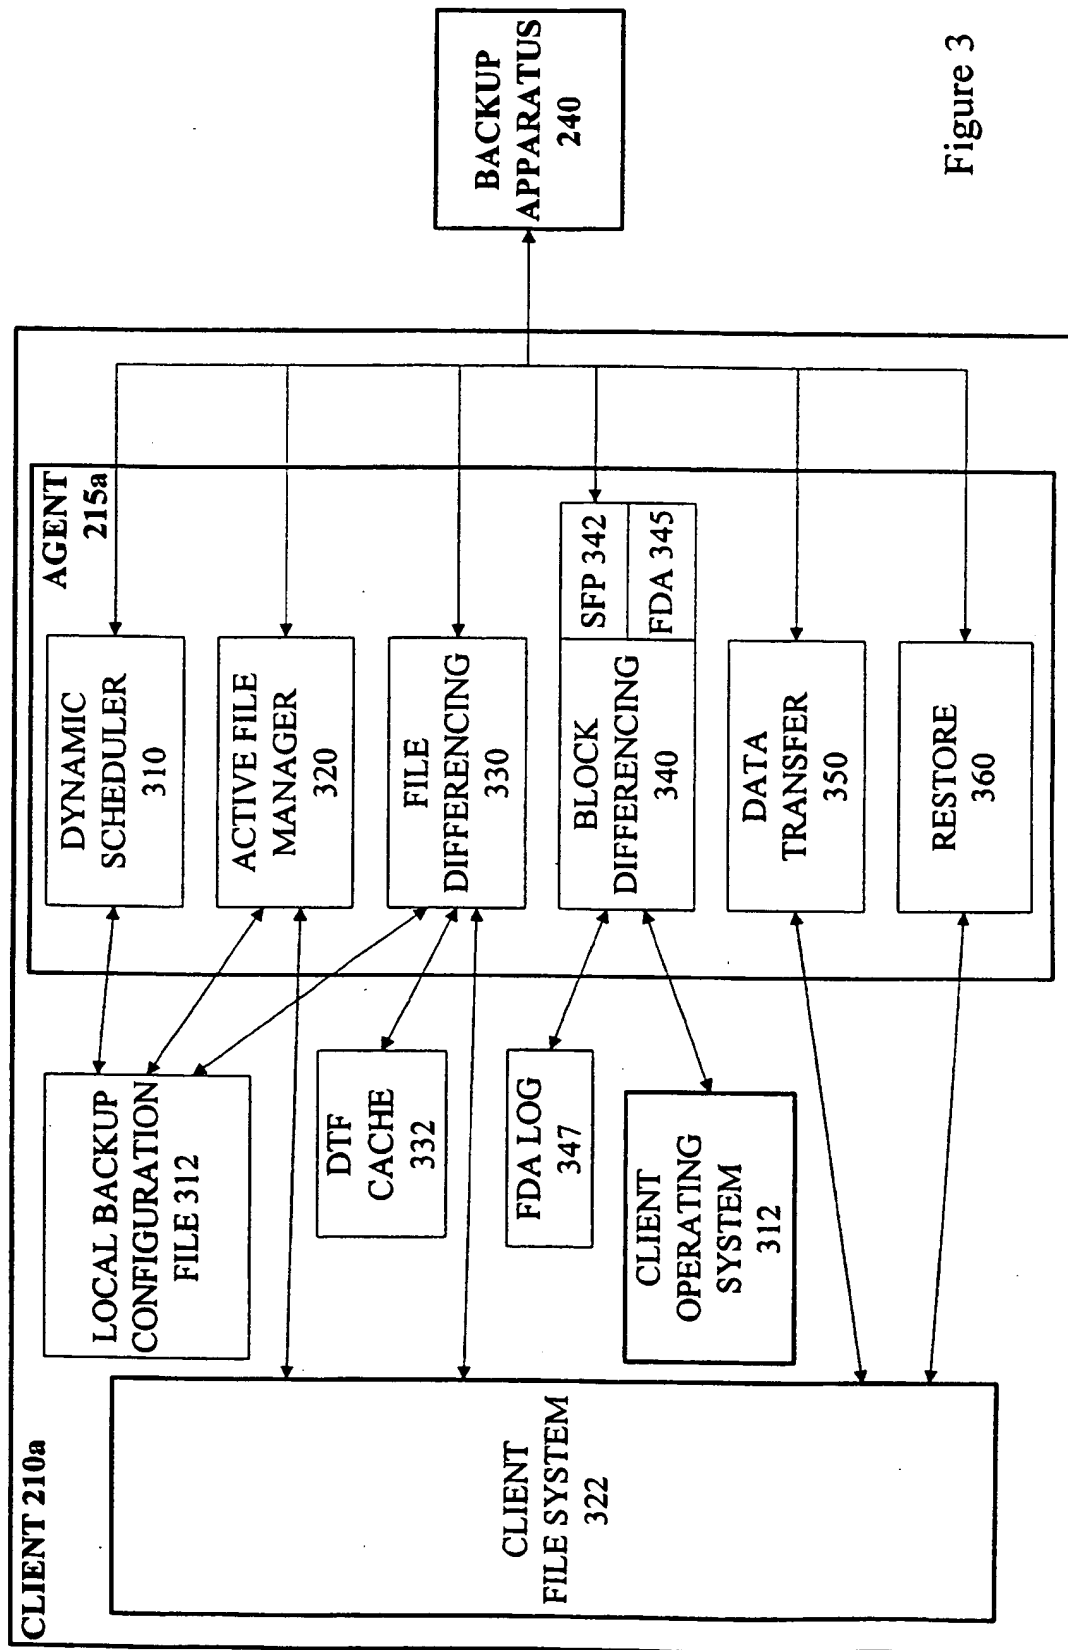 CLIENT 210a
CLIENT
FILE SYSTEM
322
LOCAL BACKUP
CONFIGURATION
FILE 312
DTF
CACHE
332
FDA LOG
347
CLIENT
OPERATING
SYSTEM
312
AGENT
215a
DYNAMIC
SCHEDULER
310
ACTIVE FILE
MANAGER
320
FILE
DIFFERENCING
330
BLOCK
DIFFERENCING
340
SFP 342
FDA 345
DATA
TRANSFER
350
RESTORE
360
BACKUP
APPARATUS
240
Figure 3